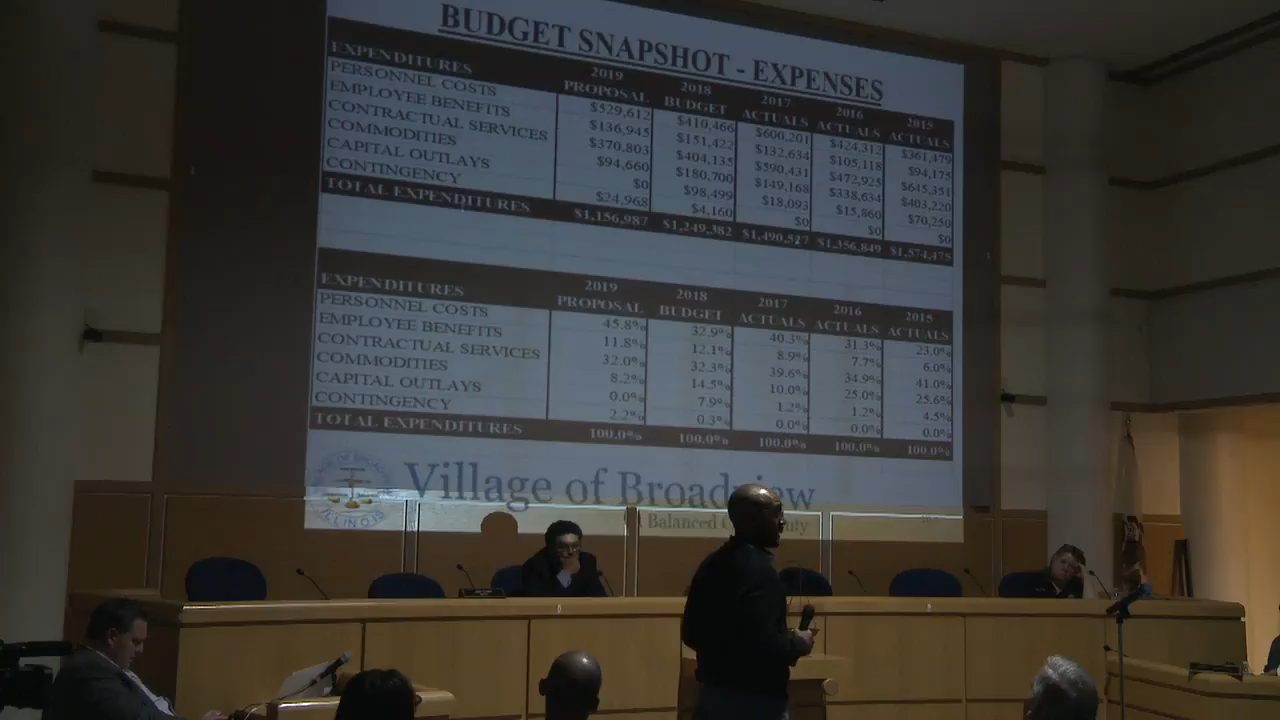 BUDGET SNAPSHOT - EXPENSES
EXPENDITURES 2019 PROPOSAL 2018 BUDGET 2017 ACTUALS 2016 ACTUALS 2015 ACTUALS
PERSONNEL COSTS $529,612 $410,466 $600,201 $424,312 $361,479
EMPLOYEE BENEFITS $136,945 $151,422 $132,634 $105,118 $94,175
CONTRACTUAL SERVICES $370,803 $404,135 $590,431 $472,925 $645,351
COMMODITIES $94,660 $180,700 $149,168 $338,634 $403,220
CAPITAL OUTLAYS $0 $98,499 $18,093 $15,860 $70,250
CONTINGENCY $24,968 $4,160 $0 $0 $0
TOTAL EXPENDITURES $1,156,987 $1,249,382 $1,490,527 $1,356,849 $1,574,475
EXPENDITURES 2019 PROPOSAL 2018 BUDGET 2017 ACTUALS 2016 ACTUALS 2015 ACTUALS
PERSONNEL COSTS 45.8% 32.9% 40.3% 31.3% 23.0%
EMPLOYEE BENEFITS 11.8% 12.1% 8.9% 7.7% 6.0%
CONTRACTUAL SERVICES 32.0% 32.3% 39.6% 34.9% 41.0%
COMMODITIES 8.2% 14.5% 10.0% 25.0% 25.6%
CAPITAL OUTLAYS 0.0% 7.9% 1.2% 1.2% 4.5%
CONTINGENCY 2.2% 0.3% 0.0% 0.0% 0.0%
TOTAL EXPENDITURES 100.0% 100.0% 100.0% 100.0% 100.0%
Village of Broadview
A Balanced
ILLINOIS